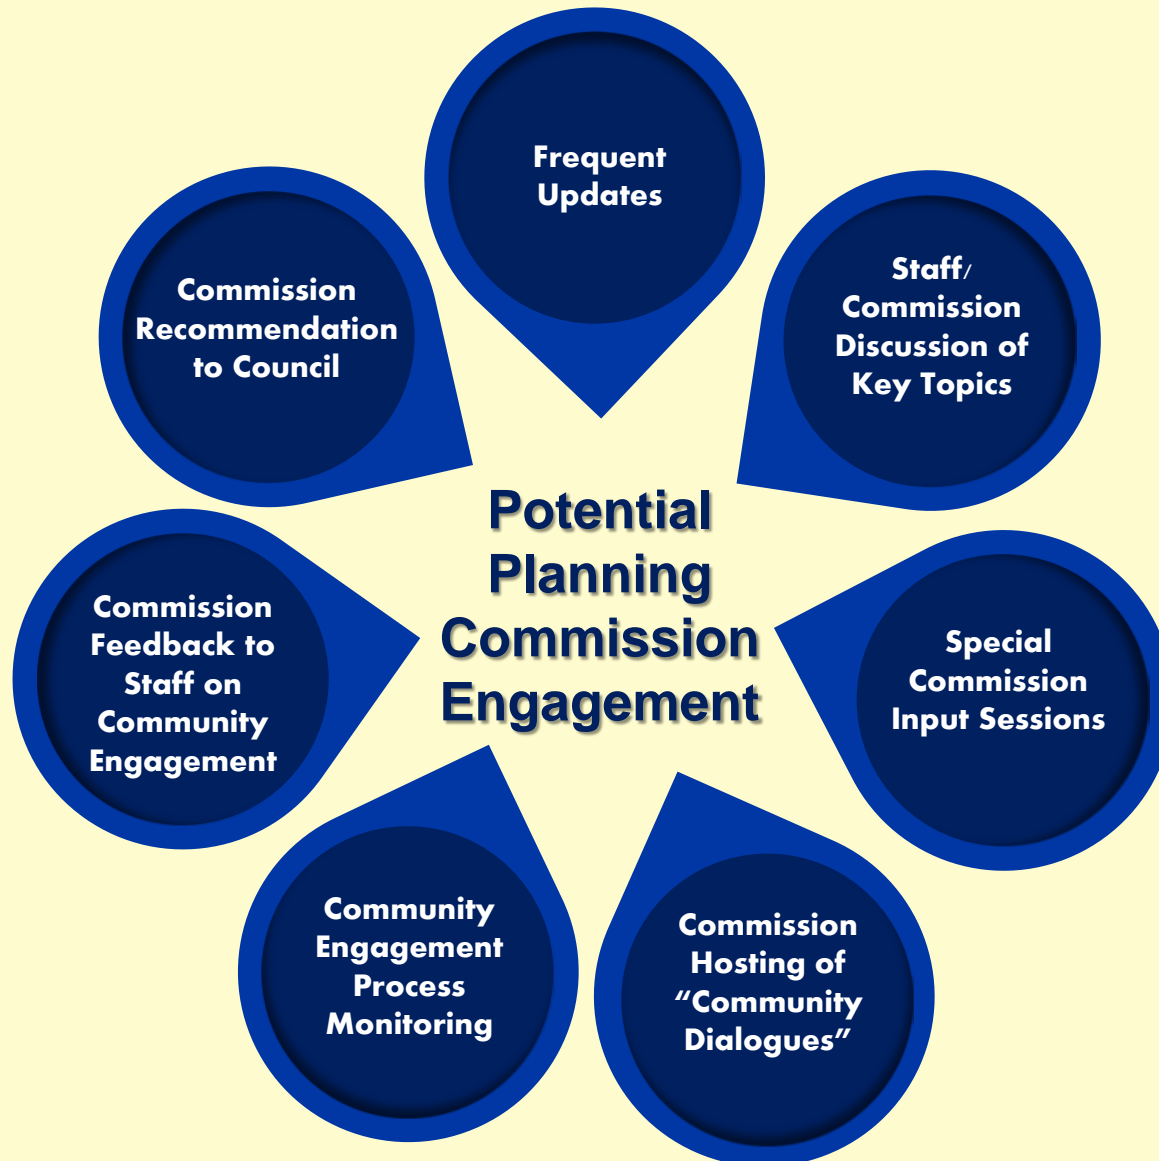 Frequent
Updates
Staff/
Commission
Discussion of
Key Topics
Special
Commission
Input Sessions
Commission
Hosting of
“Community
Dialogues”
Community
Engagement
Process
Monitoring
Commission
Feedback to
Staff on
Community
Engagement
Commission
Recommendation
to Council
Potential
Planning
Commission
Engagement